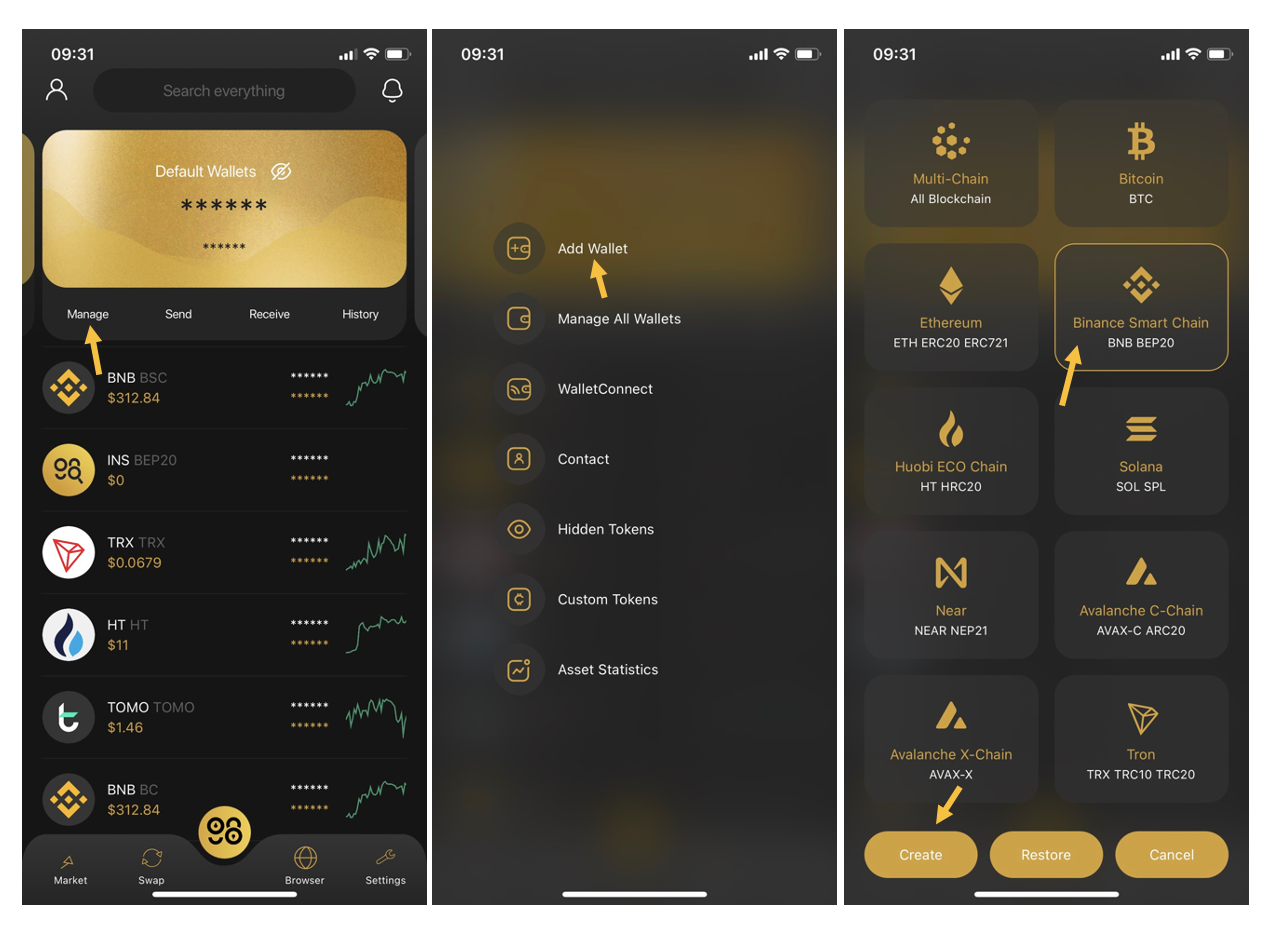 09:31
Search everything
Default Wallets
******
******
Manage Send Receive History
BNB BSC ******
$312.84 ******
INS BEP20 ******
$0 ******
TRX TRX ******
$0.0679 ******
HT HT ******
$11 ******
TOMO TOMO ******
$1.46 ******
BNB BC ******
$312.84 ******
Market Swap Browser Settings
09:31
Add Wallet
Manage All Wallets
WalletConnect
Contact
Hidden Tokens
Custom Tokens
Asset Statistics
09:31
Multi-Chain
All Blockchain
Bitcoin
BTC
Ethereum
ETH ERC20 ERC721
Binance Smart Chain
BNB BEP20
Huobi ECO Chain
HT HRC20
Solana
SOL SPL
Near
NEAR NEP21
Avalanche C-Chain
AVAX-C ARC20
Avalanche X-Chain
AVAX-X
Tron
TRX TRC10 TRC20
Create Restore Cancel